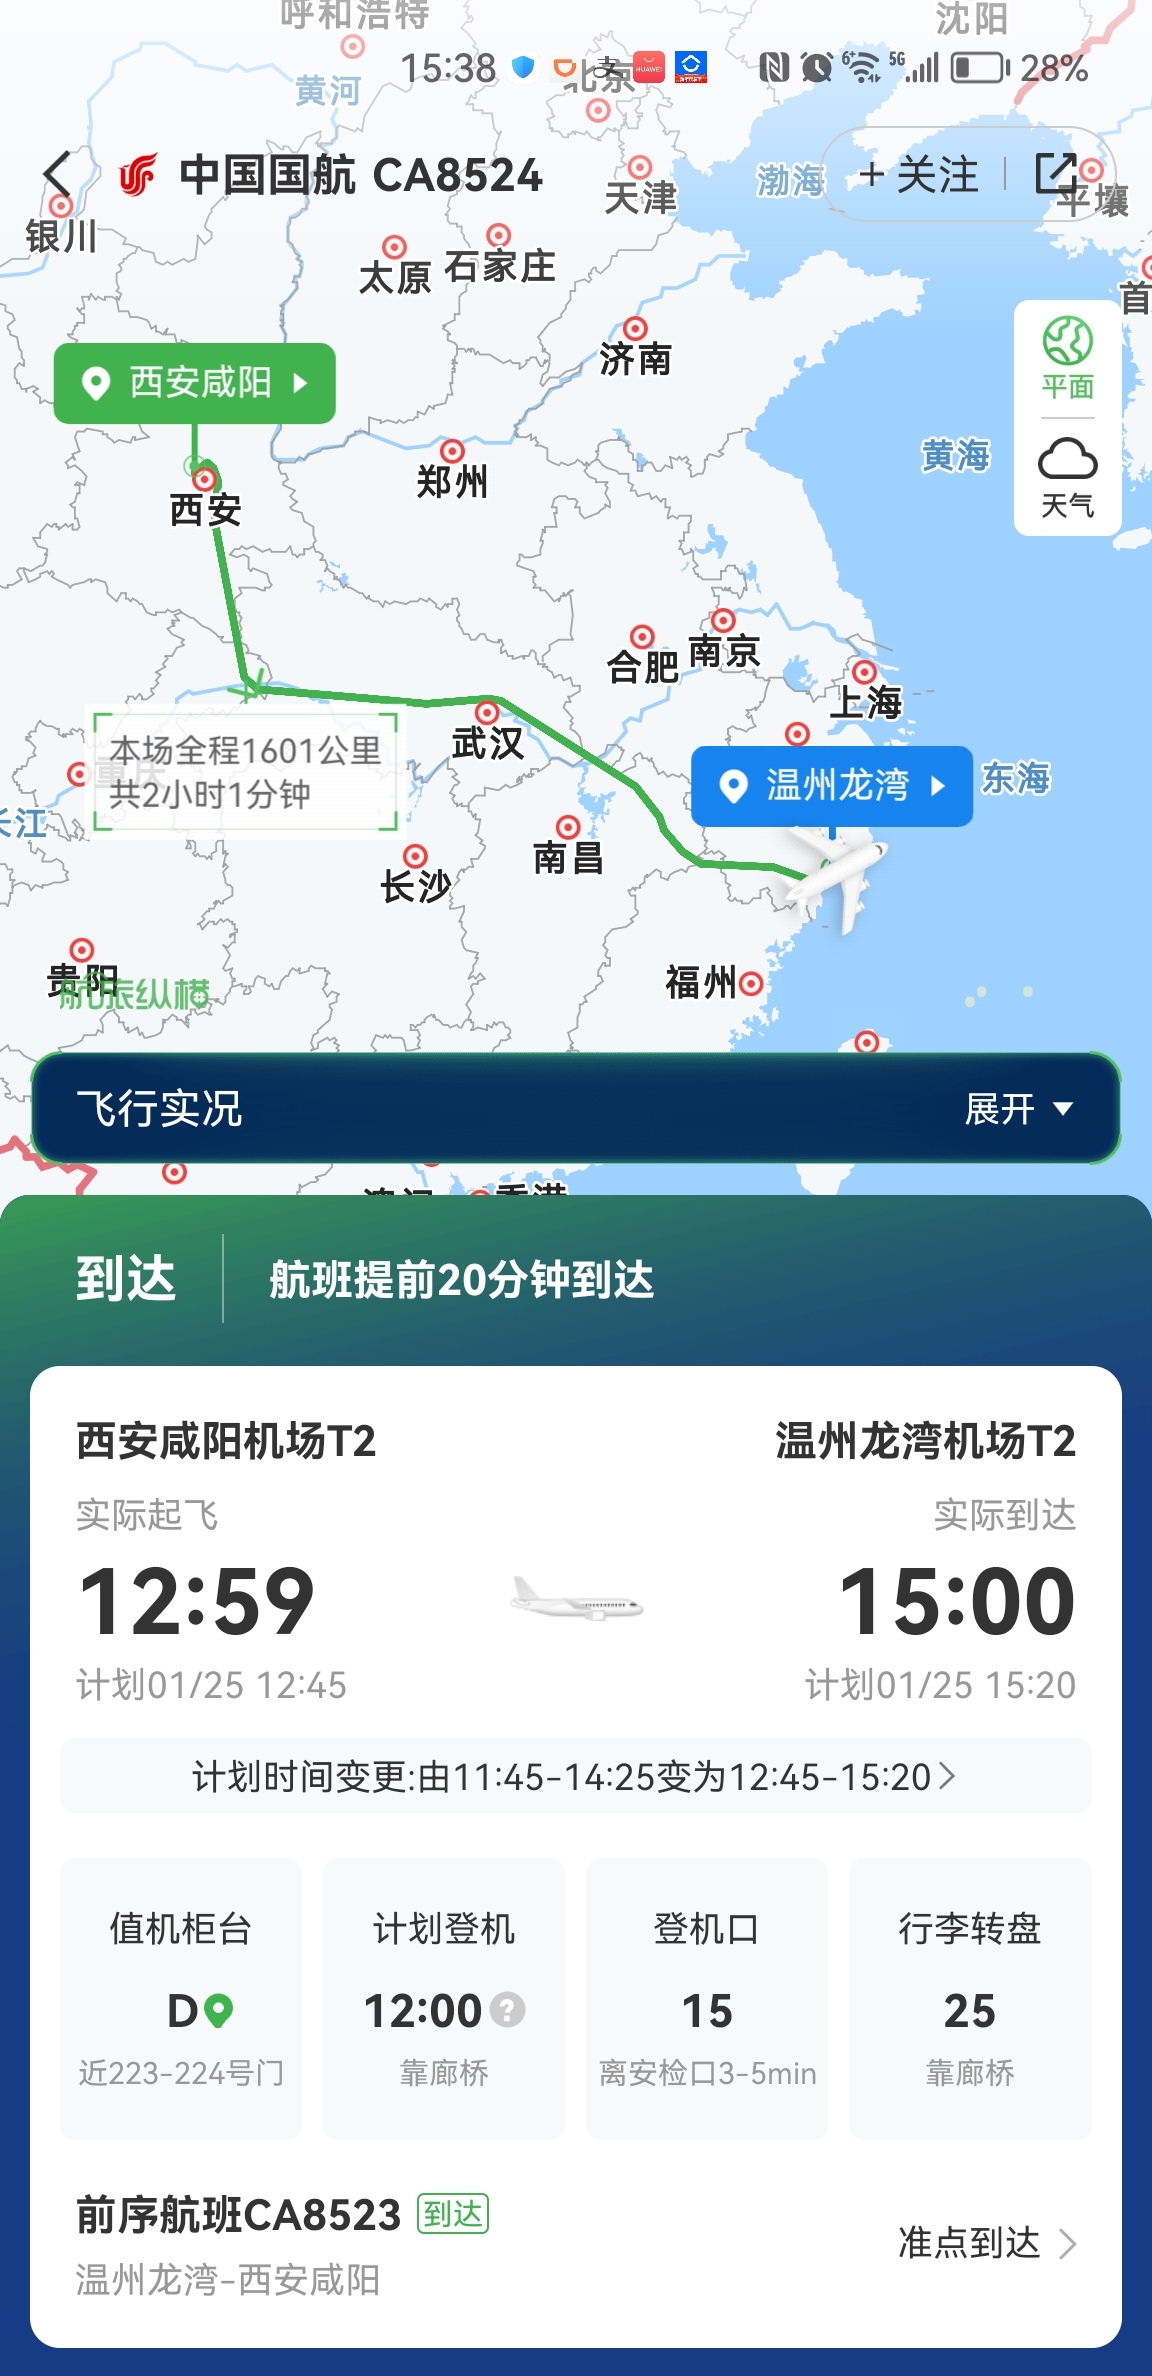 呼和浩特
沈阳
15:38
HUAWEI
6+
5G
28%
北京
黄河
中国国航 CA8524
天津
渤海
+关注
平壤
银川
太原
石家庄
首
济南
平面
西安咸阳
郑州
黄海
天气
西安
合肥
南京
上海
武汉
本场全程1601公里
共2小时1分钟
重庆
温州龙湾
东海
长江
南昌
长沙
贵阳
航旅纵横
福州
飞行实况
展开
澳门
香港
到达
航班提前20分钟到达
西安咸阳机场T2
温州龙湾机场T2
实际起飞
实际到达
12:59
15:00
计划01/25 12:45
计划01/25 15:20
计划时间变更:由11:45-14:25变为12:45-15:20
值机柜台
计划登机
登机口
行李转盘
D
12:00
?
15
25
近223-224号门
靠廊桥
离安检口3-5min
靠廊桥
前序航班CA8523
到达
准点到达
温州龙湾-西安咸阳